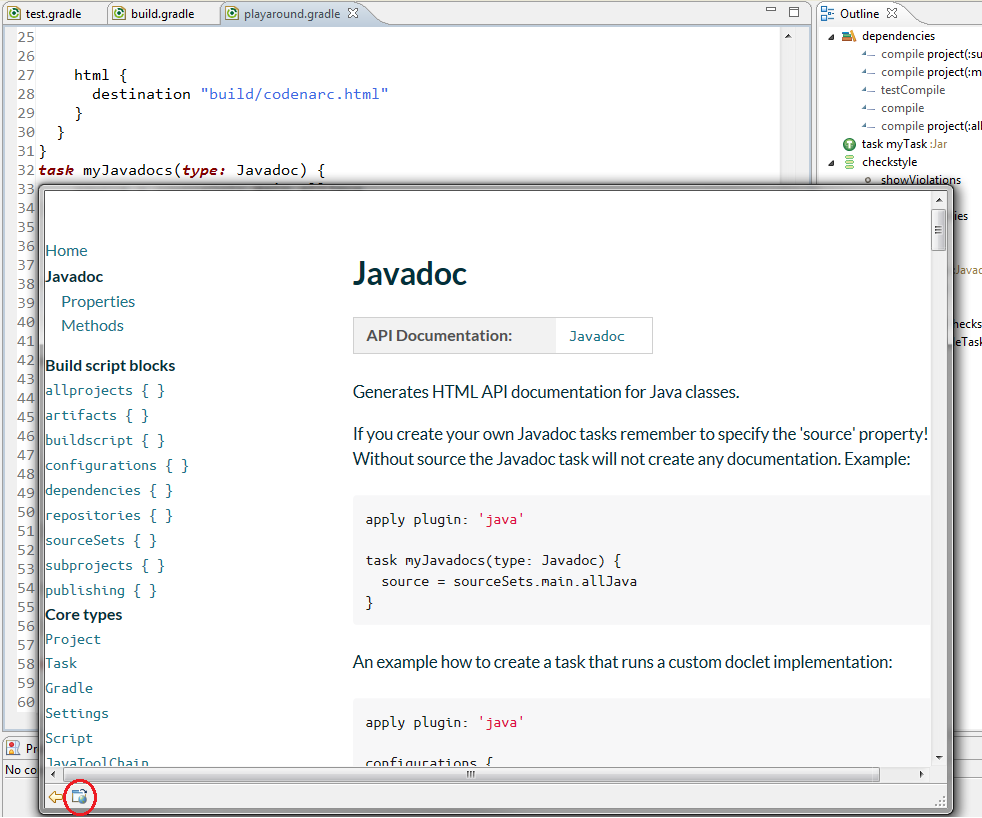 test.gradle
build.gradle
playaround.gradle
25
26
27 html {
28 destination "build/codenarc.html"
29 }
30 }
31 }
32 task myJavadocs(type: Javadoc) {
33
34
35
36
37
38
39
40
41
42
43
44
45
46
47
48
49
50
51
52
53
54
55
56
57
58
59
60
Outline
dependencies
compile project(:su
compile project(:m
testCompile
compile
compile project(:all
task myTask :Jar
checkstyle
showViolations
ies
:Javad
hecks
eTask
Home
Javadoc
Properties
Methods
Build script blocks
allprojects { }
artifacts { }
buildscript { }
configurations { }
dependencies { }
repositories { }
sourceSets { }
subprojects { }
publishing { }
Core types
Project
Task
Gradle
Settings
Script
JavaToolChain
Javadoc
API Documentation: Javadoc
Generates HTML API documentation for Java classes.
If you create your own Javadoc tasks remember to specify the 'source' property!
Without source the Javadoc task will not create any documentation. Example:
apply plugin: 'java'
task myJavadocs(type: Javadoc) {
source = sourceSets.main.allJava
}
An example how to create a task that runs a custom doclet implementation:
apply plugin: 'java'
configurations {
Pr
No co